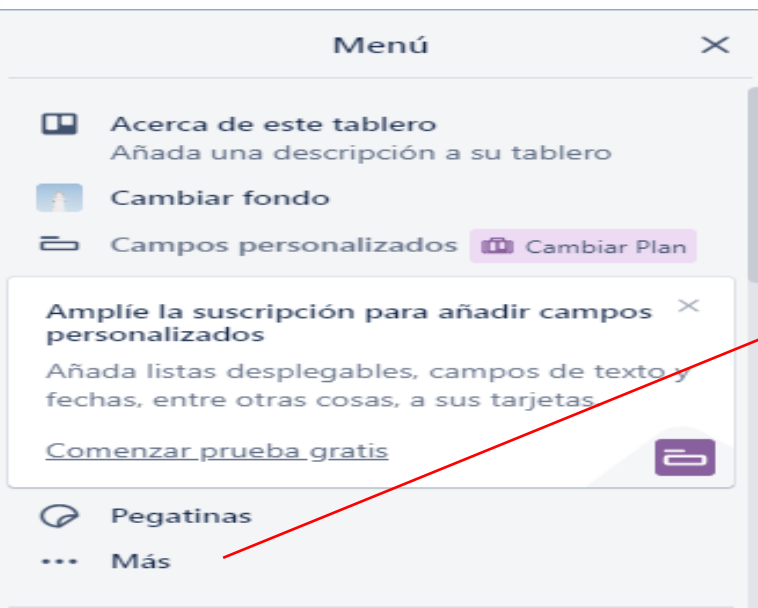 Menú
Acerca de este tablero
Añada una descripción a su tablero
Cambiar fondo
Campos personalizados Cambiar Plan
Amplíe la suscripción para añadir campos
personalizados
Añada listas desplegables, campos de texto y
fechas, entre otras cosas, a sus tarjetas.
Comenzar prueba gratis
Pegatinas
Más